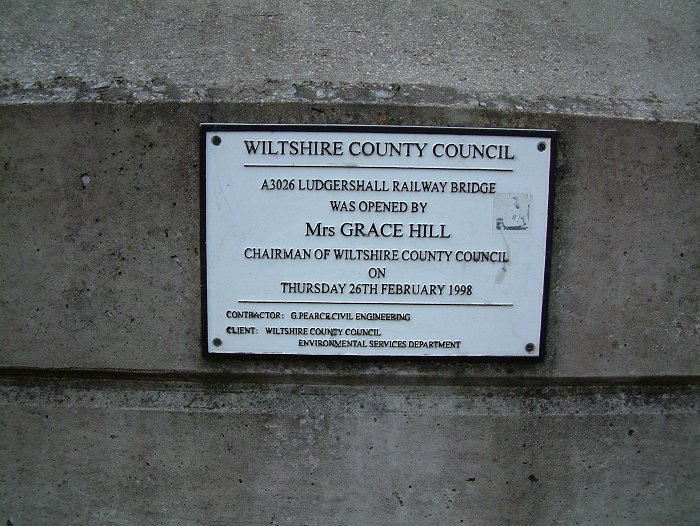 WILTSHIRE COUNTY COUNCIL
A3026 LUDGERSHALL RAILWAY BRIDGE
WAS OPENED BY
Mrs GRACE HILL
CHAIRMAN OF WILTSHIRE COUNTY COUNCIL
ON
THURSDAY 26TH FEBRUARY 1998
CONTRACTOR: G.PEARCE CIVIL ENGINEERING
CLIENT: WILTSHIRE COUNTY COUNCIL
ENVIRONMENTAL SERVICES DEPARTMENT